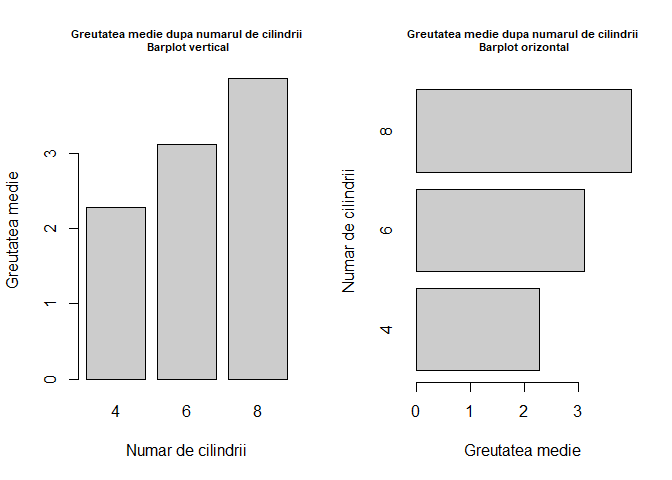 Greutatea medie dupa numarul de cilindrii
Barplot vertical
Greutatea medie
3
2
1
0
4 6 8
Numar de cilindrii
Greutatea medie dupa numarul de cilindrii
Barplot orizontal
Numar de cilindrii
8
6
4
0 1 2 3
Greutatea medie